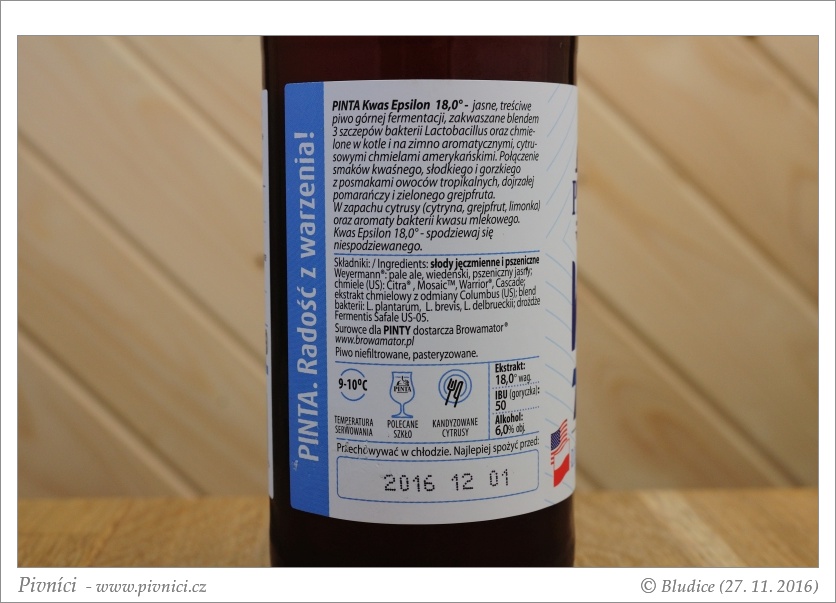 PINTA. Radość z warzenia!
PINTA Kwas Epsilon 18,0° - jasne, treściwe
piwo górnej fermentacji, zakwaszane blendem
3 szczepów bakterii Lactobacillus oraz chmie-
lone w kotle i na zimno aromatycznymi, cytru-
sowymi chmielami amerykańskimi. Połączenie
smaków kwaśnego, słodkiego i gorzkiego
z posmakami owoców tropikalnych, dojrzałej
pomarańczy i zielonego grejpfruta.
W zapachu cytrusy (cytryna, grejpfrut, limonka)
oraz aromaty bakterii kwasu mlekowego.
Kwas Epsilon 18,0° - spodziewaj się
niespodziewanego.
Składniki: / Ingredients: słody jęczmienne i pszeniczne
Weyermann®: pale ale, wiedeński, pszeniczny jasny;
chmiele (US): Citra®, Mosaic™, Warrior®, Cascade;
ekstrakt chmielowy z odmiany Columbus (US); blend
bakterii: L. plantarum, L. brevis, L. delbrueckii; drożdże
Fermentis Safale US-05.
Surowce dla PINTY dostarcza Browamator®
www.browamator.pl
Piwo niefiltrowane, pasteryzowane.
9-10°C
TEMPERATURA
SERWOWANIA
PINTA
POLECANE
SZKŁO
KANDYZOWANE
CYTRUSY
Ekstrakt:
18,0° wag.
IBU (goryczka):
50
Alkohol:
6,0% obj.
Przechowywać w chłodzie. Najlepiej spożyć przed:
2016 12 01
Pivníci - www.pivnici.cz
© Bludice (27. 11. 2016)